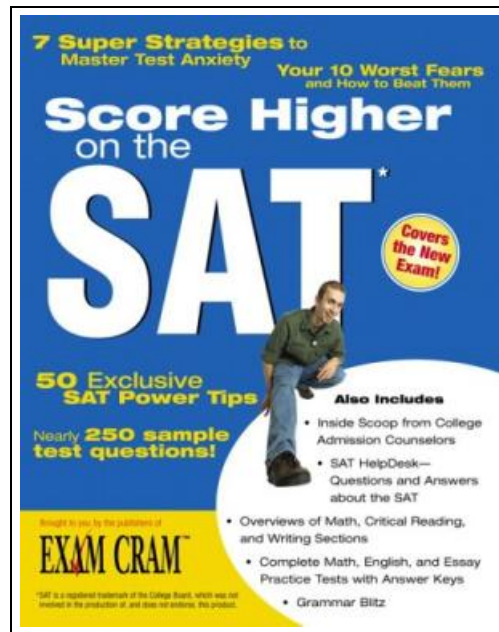 7 Super Strategies to
Master Test Anxiety
Your 10 Worst Fears
and How to Beat Them
Score Higher
on the
SAT*
Covers
the New
Exam!
50 Exclusive
SAT Power Tips
Nearly 250 sample
test questions!
Also Includes
• Inside Scoop from College
Admission Counselors
• SAT HelpDesk—
Questions and Answers
about the SAT
• Overviews of Math, Critical Reading,
and Writing Sections
• Complete Math, English, and Essay
Practice Tests with Answer Keys
• Grammar Blitz
Brought to you by the publishers of
EXAM CRAM™
*SAT is a registered trademark of the College Board, which was not
involved in the production of, and does not endorse, this product.